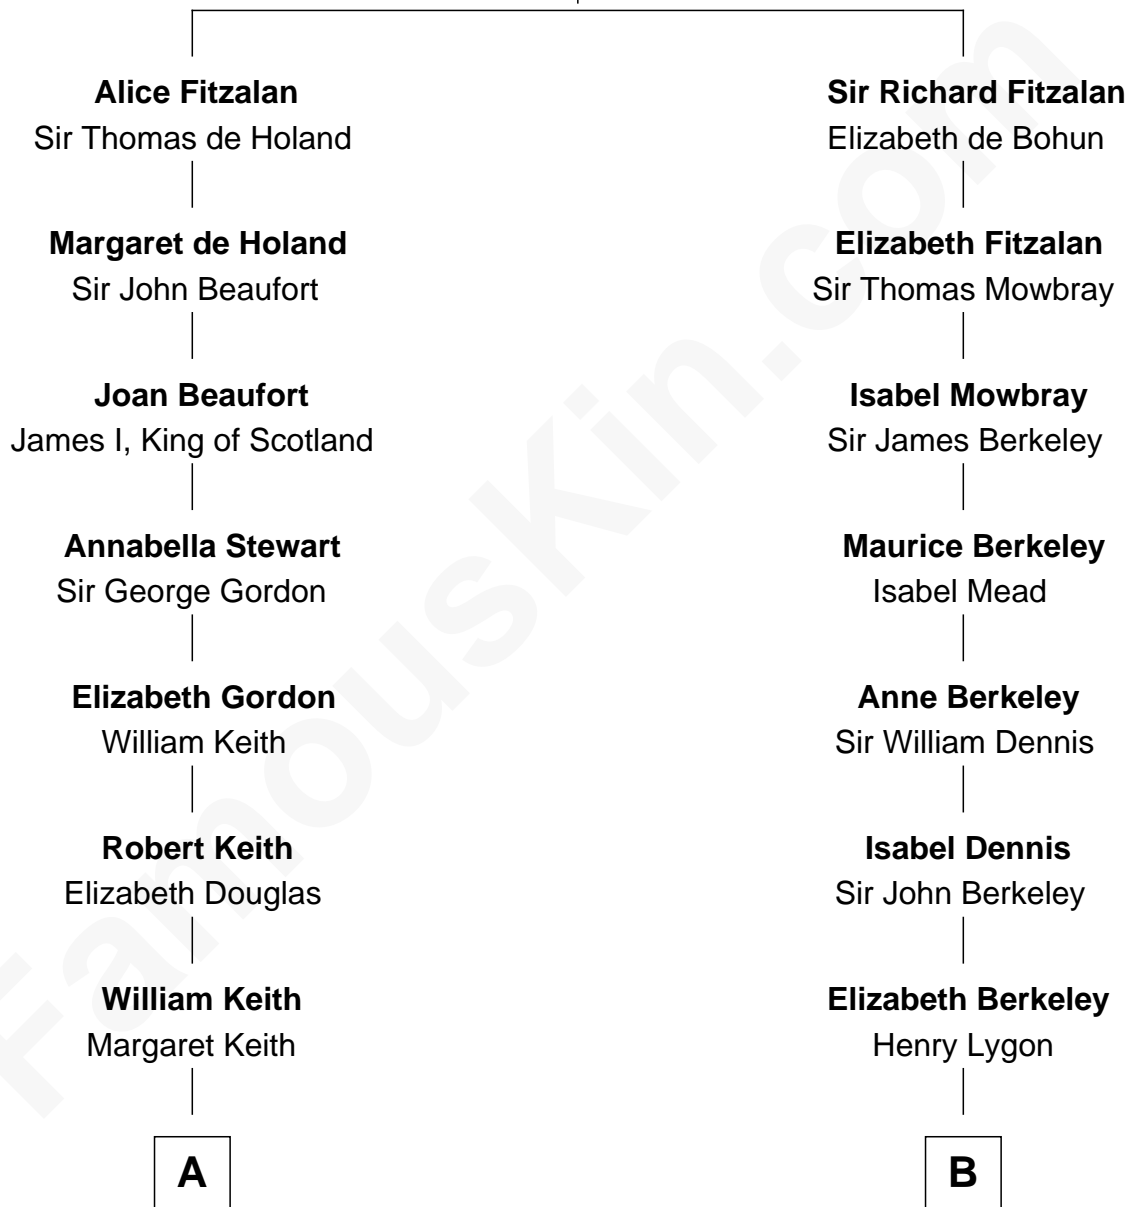 Alice Fitzalan
Sir Thomas de Holand
Margaret de Holand
Sir John Beaufort
Joan Beaufort
James I, King of Scotland
Annabella Stewart
Sir George Gordon
Elizabeth Gordon
William Keith
Robert Keith
Elizabeth Douglas
William Keith
Margaret Keith
A
Sir Richard Fitzalan
Elizabeth de Bohun
Elizabeth Fitzalan
Sir Thomas Mowbray
Isabel Mowbray
Sir James Berkeley
Maurice Berkeley
Isabel Mead
Anne Berkeley
Sir William Dennis
Isabel Dennis
Sir John Berkeley
Elizabeth Berkeley
Henry Lygon
B
FamousKin.com